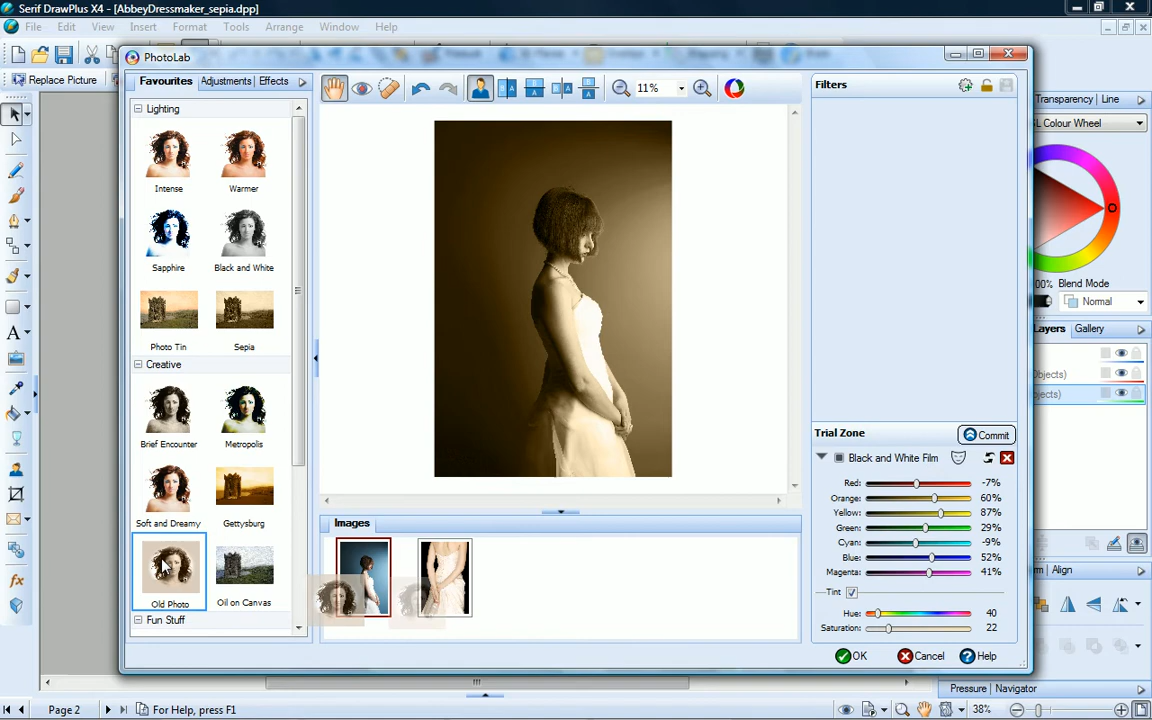 Serif DrawPlus X4 - [AbbeyDressmaker_sepia.dpp]
File Edit View Insert Format Tools Arrange Window Help
Replace Picture
PhotoLab
Favourites Adjustments Effects
11%
Filters
Transparency Line
L Colour Wheel
Lighting
Intense Warmer
Sapphire Black and White
Photo Tin Sepia
Creative
Brief Encounter Metropolis
Soft and Dreamy Gettysburg
Old Photo Oil on Canvas
Fun Stuff
Images
00% Blend Mode
Normal
Layers Gallery
Objects)
jects)
Trial Zone Commit
Black and White Film
Red: -7%
Orange: 60%
Yellow: 87%
Green: 29%
Cyan: -9%
Blue: 52%
Magenta: 41%
Tint
Hue: 40
Saturation: 22
OK Cancel Help
rm Align
Pressure Navigator
Page 2 For Help, press F1 38%